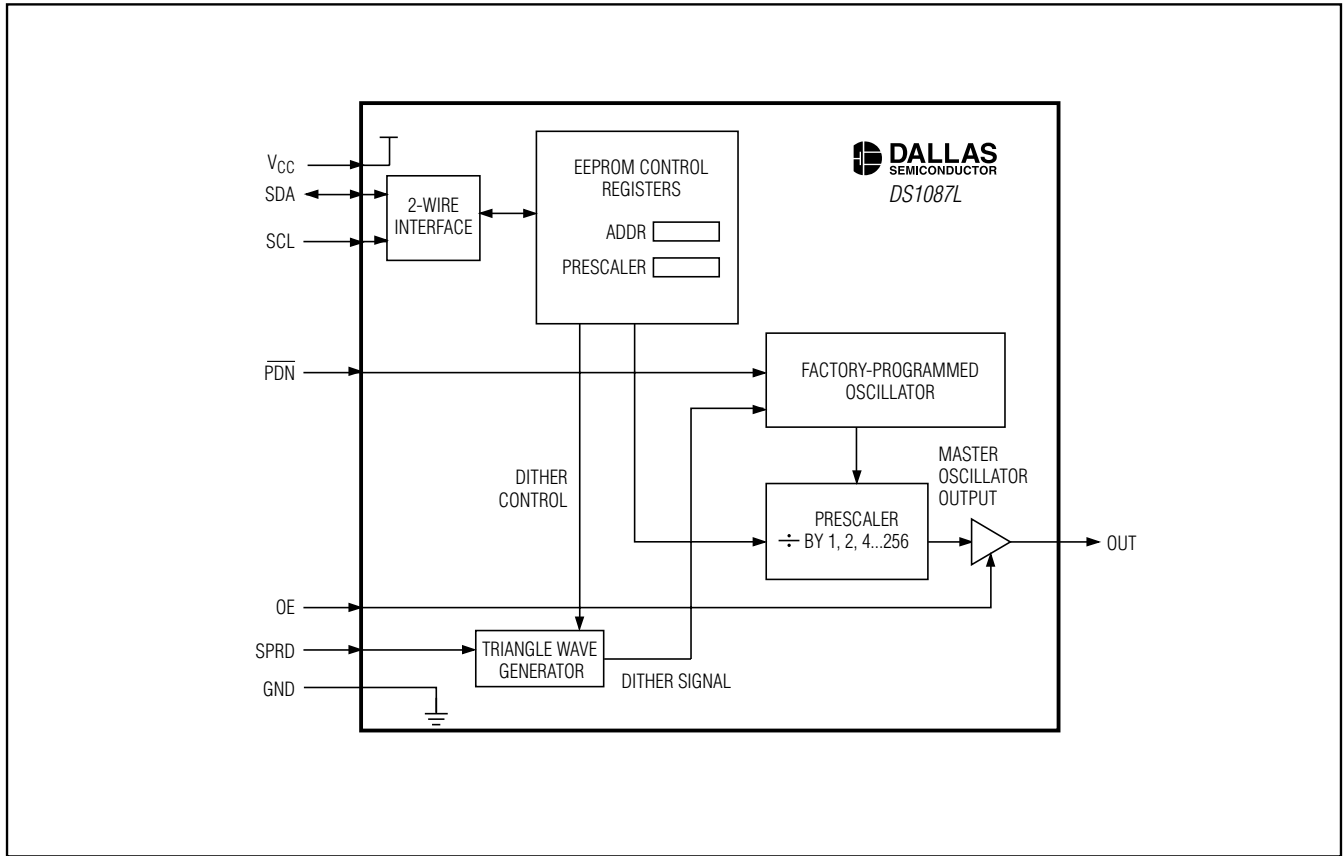 DALLAS
SEMICONDUCTOR
DS1087L
VCC
SDA
SCL
2-WIRE
INTERFACE
EEPROM CONTROL
REGISTERS
ADDR
PRESCALER
PDN
FACTORY-PROGRAMMED
OSCILLATOR
DITHER
CONTROL
MASTER
OSCILLATOR
OUTPUT
PRESCALER
÷ BY 1, 2, 4...256
OUT
OE
SPRD
TRIANGLE WAVE
GENERATOR
DITHER SIGNAL
GND